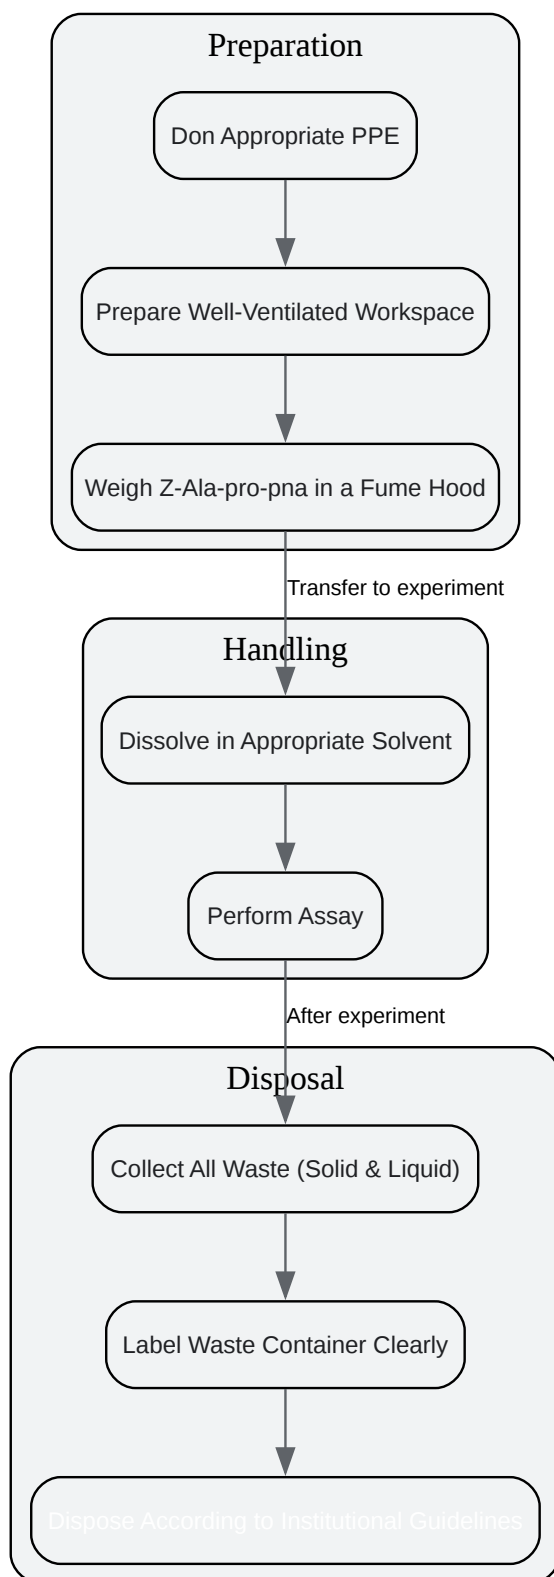 Preparation
Don Appropriate PPE
Prepare Well-Ventilated Workspace
Weigh Z-Ala-pro-pna in a Fume Hood
Transfer to experiment
Handling
Dissolve in Appropriate Solvent
Perform Assay
After experiment
Disposal
Collect All Waste (Solid & Liquid)
Label Waste Container Clearly
Dispose According to Institutional Guidelines